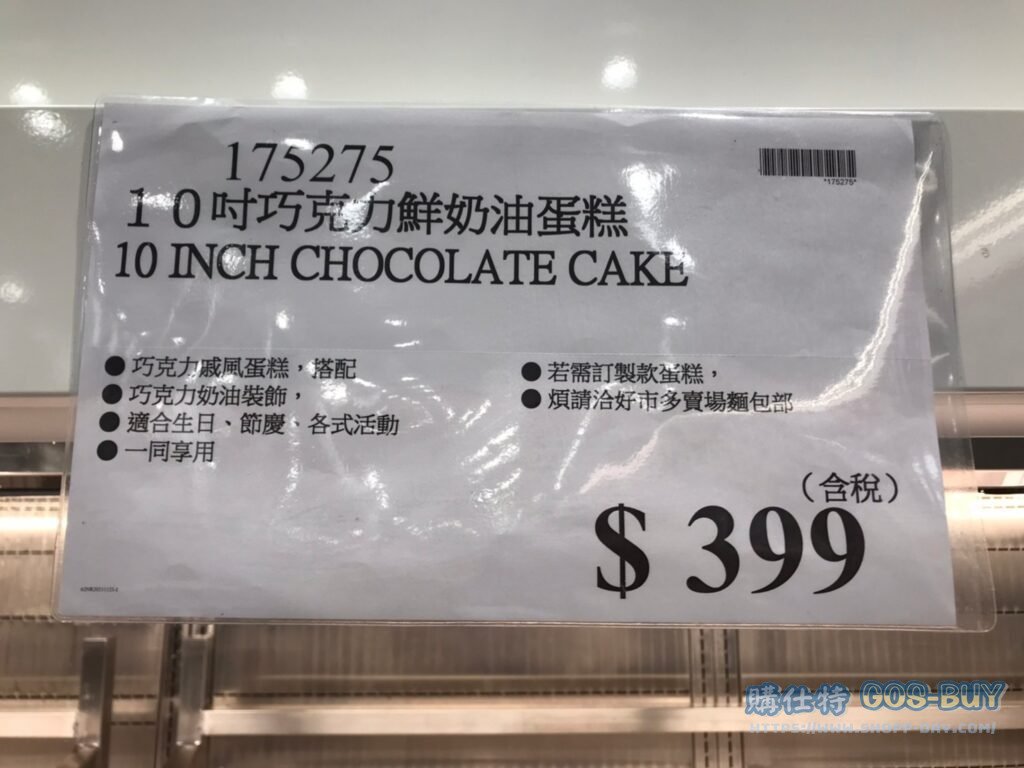 175275
*175275*
１０吋巧克力鮮奶油蛋糕
10 INCH CHOCOLATE CAKE
● 巧克力戚風蛋糕，搭配
● 巧克力奶油裝飾，
● 適合生日、節慶、各式活動
● 一同享用
● 若需訂製款蛋糕，
● 煩請洽好市多賣場麵包部
（含稅）
$ 399
購仕特 GOS-BUY